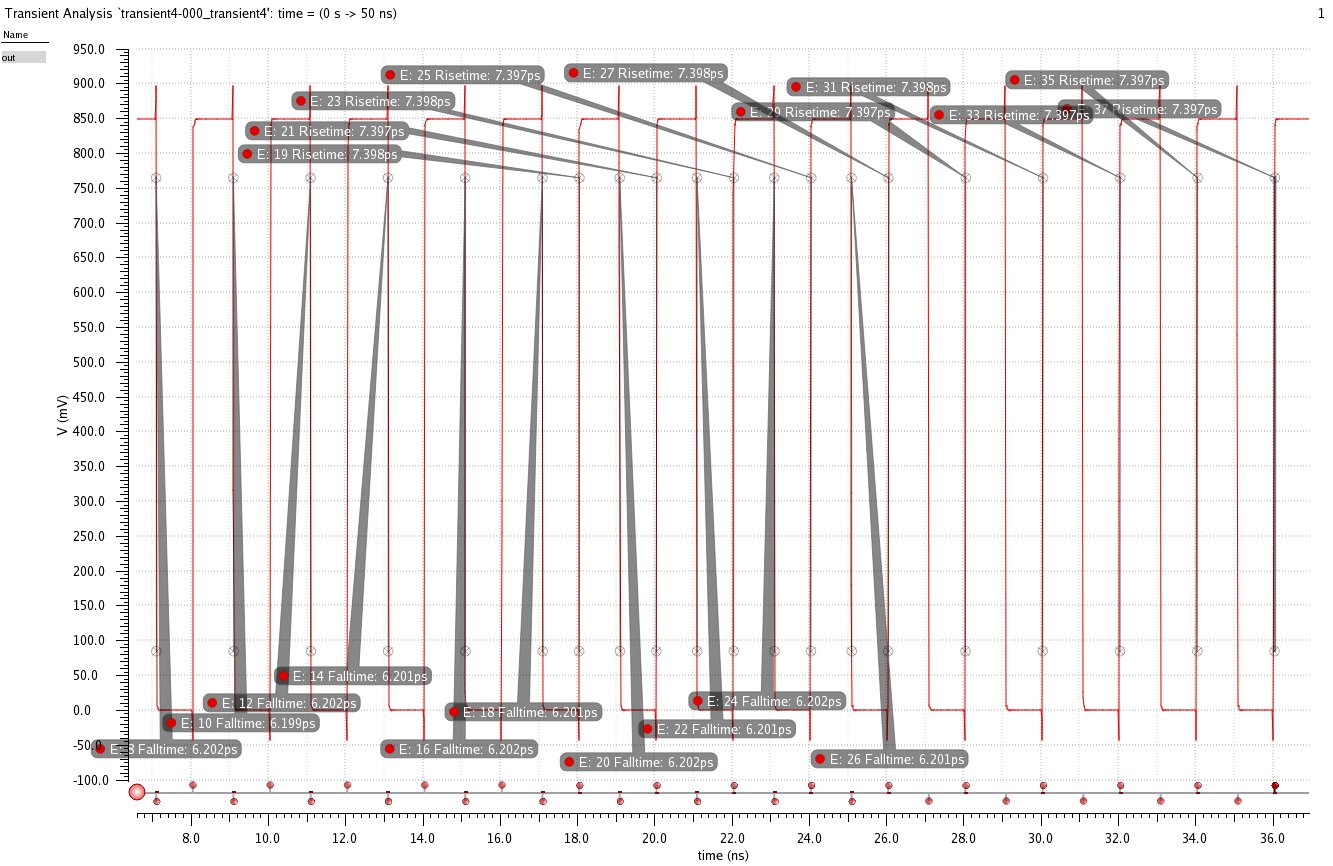 Transient Analysis `transient4-000_transient4': time = (0 s -> 50 ns) 1
Name
out
950.0
900.0
850.0
800.0
750.0
700.0
650.0
600.0
550.0
500.0
450.0
400.0
350.0
300.0
250.0
200.0
150.0
100.0
50.0
0.0
-50.0
-100.0
V (mV)
E: 25 Risetime: 7.397ps
E: 27 Risetime: 7.398ps
E: 31 Risetime: 7.398ps
E: 35 Risetime: 7.397ps
E: 23 Risetime: 7.398ps
E: 29 Risetime: 7.397ps
E: 33 Risetime: 7.397ps
E: 37 Risetime: 7.397ps
E: 21 Risetime: 7.397ps
E: 19 Risetime: 7.398ps
E: 14 Falltime: 6.201ps
E: 12 Falltime: 6.202ps
E: 24 Falltime: 6.202ps
E: 18 Falltime: 6.201ps
E: 10 Falltime: 6.199ps
E: 22 Falltime: 6.201ps
E: 8 Falltime: 6.202ps
E: 16 Falltime: 6.202ps
E: 20 Falltime: 6.202ps
E: 26 Falltime: 6.201ps
8.0 10.0 12.0 14.0 16.0 18.0 20.0 22.0 24.0 26.0 28.0 30.0 32.0 34.0 36.0
time (ns)